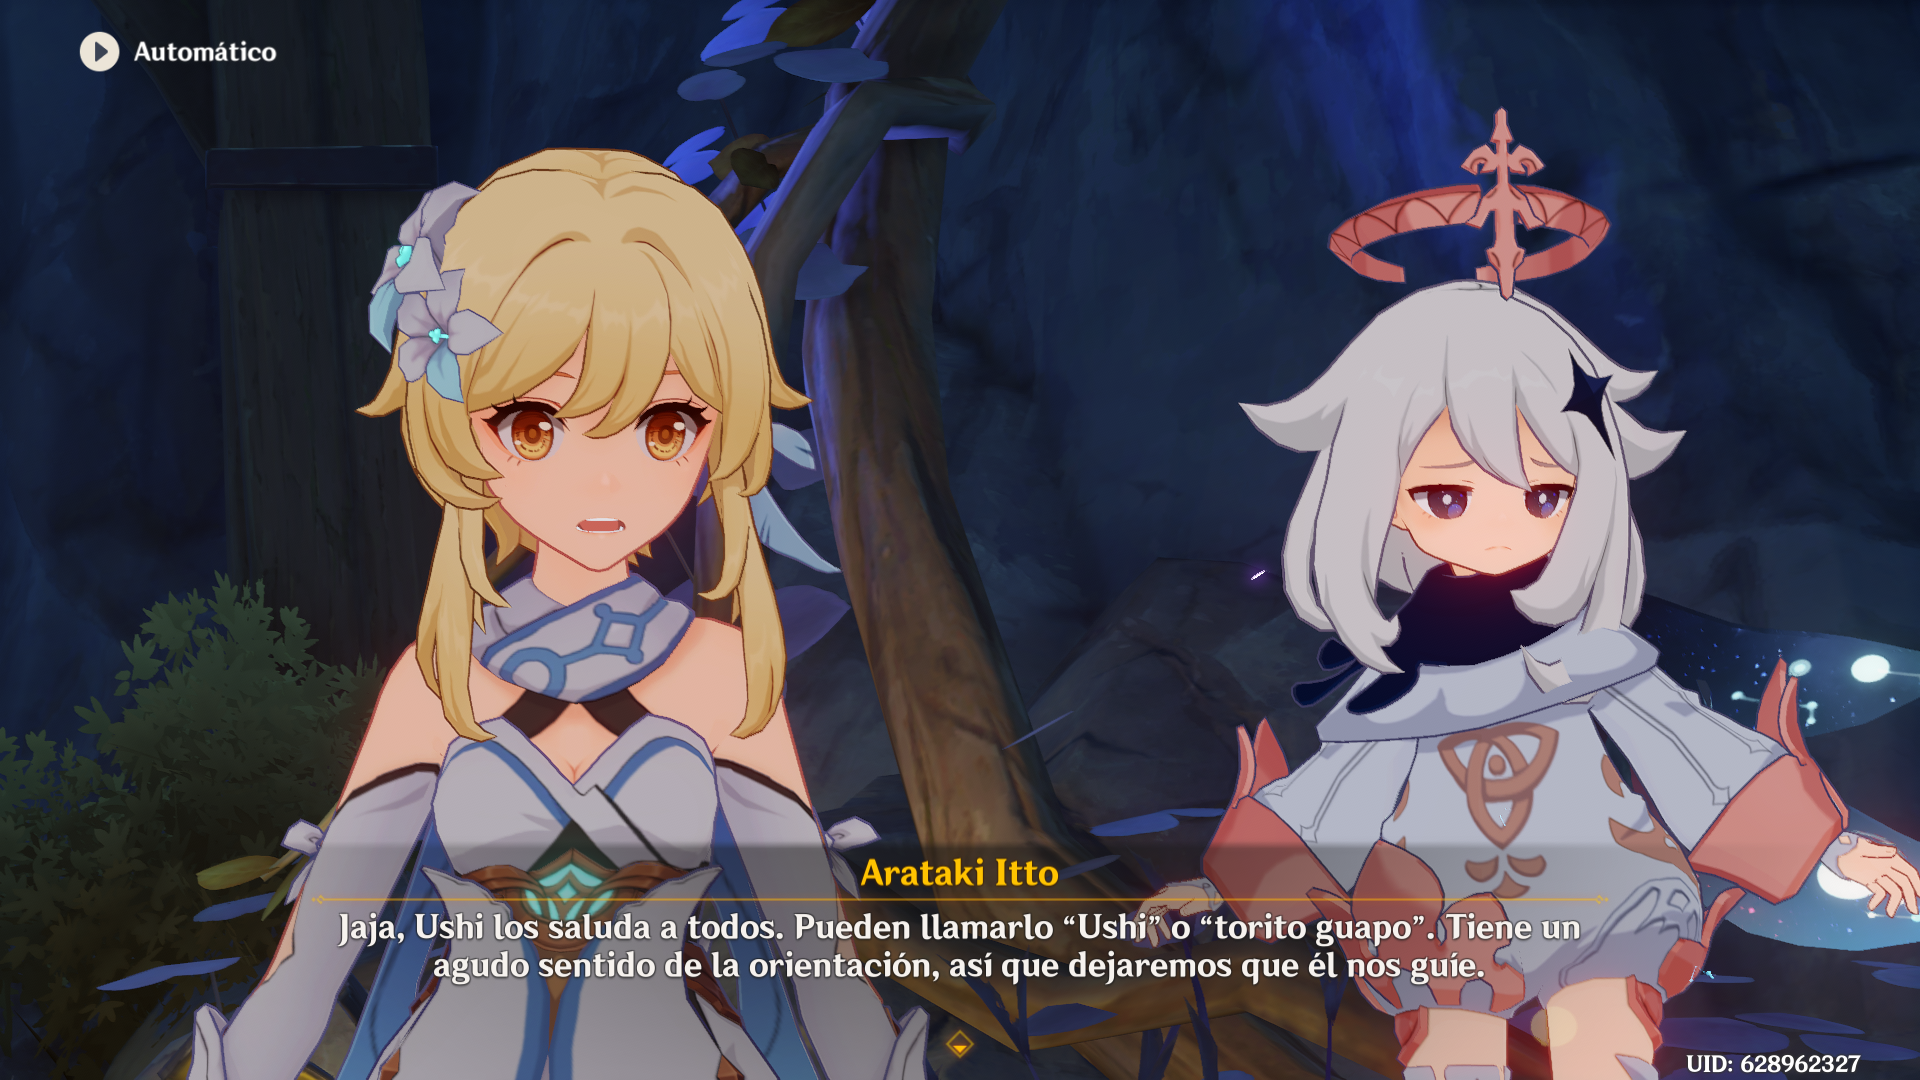 Automático
Arataki Itto
Jaja, Ushi los saluda a todos. Pueden llamarlo “Ushi” o “torito guapo”. Tiene un
agudo sentido de la orientación, así que dejaremos que él nos guíe.
UID: 628962327